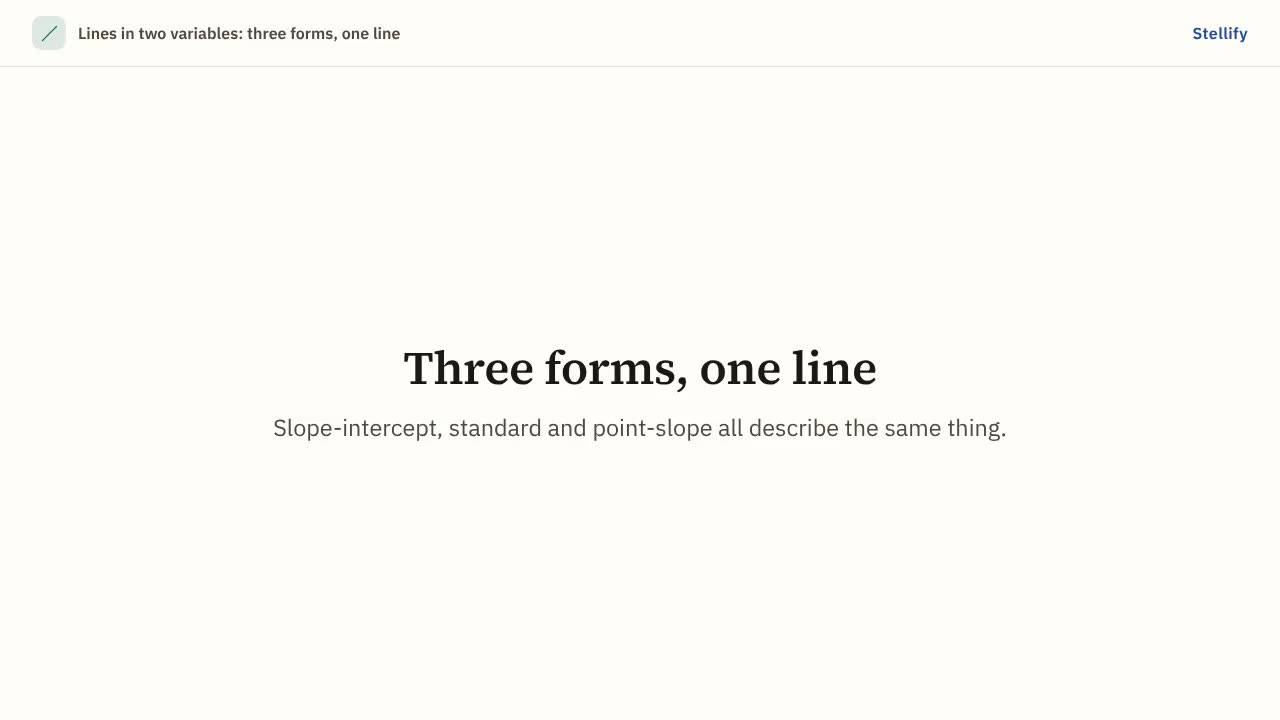 Lines in two variables: three forms, one line
Stellify
Three forms, one line
Slope-intercept, standard and point-slope all describe the same thing.